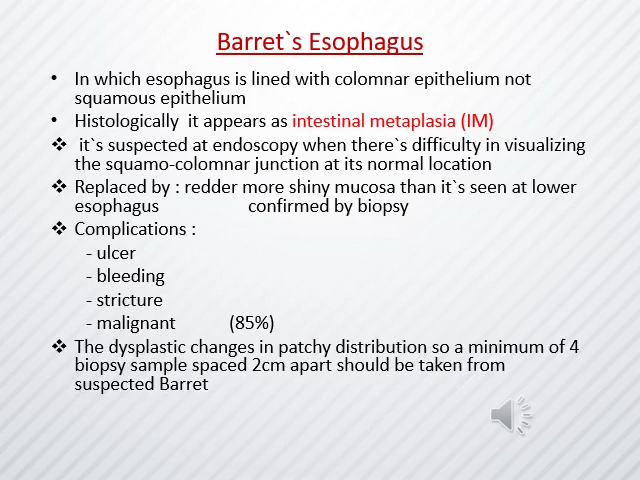 Barret`s Esophagus
• In which esophagus is lined with colomnar epithelium not
squamous epithelium
• Histologically it appears as intestinal metaplasia (IM)
❖ it`s suspected at endoscopy when there`s difficulty in visualizing
the squamo-colomnar junction at its normal location
❖ Replaced by : redder more shiny mucosa than it`s seen at lower
esophagus confirmed by biopsy
❖ Complications :
- ulcer
- bleeding
- stricture
- malignant (85%)
❖ The dysplastic changes in patchy distribution so a minimum of 4
biopsy sample spaced 2cm apart should be taken from
suspected Barret